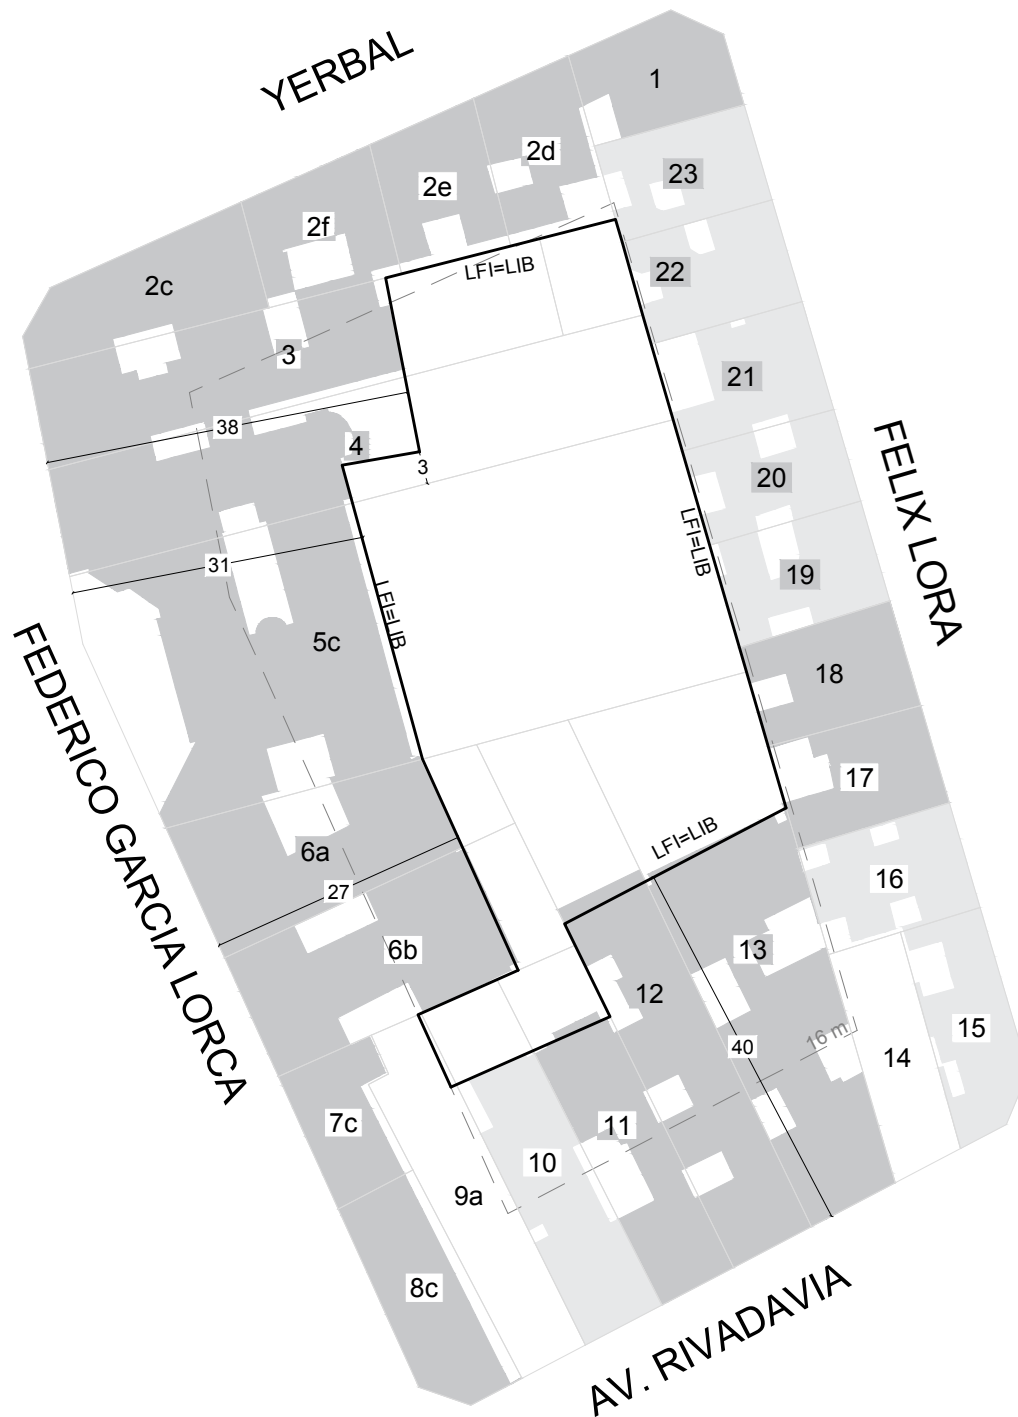 YERBAL
1
2d
23
2e
2f
22
LFI=LIB
2c
3
21
38
4
3
20
FELIX LORA
LFI=LIB
31
19
LFI=LIB
5c
18
FEDERICO GARCIA LORCA
17
LFI=LIB
6a
27
16
6b
13
12
16 m
15
40
14
7c
11
10
9a
8c
AV. RIVADAVIA